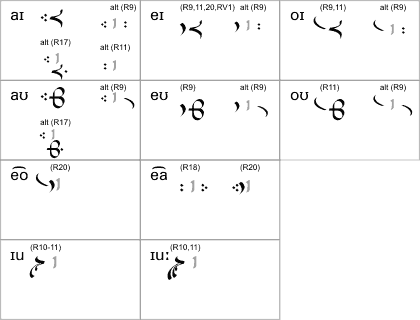 aɪ alt (R9)
alt (R17) alt (R11)
eɪ (R9,11,20,RV1) alt (R9)
oɪ (R9,11) alt (R9)
aʊ alt (R9)
alt (R17)
eʊ (R9) alt (R9)
oʊ (R11) alt (R9)
e͡o (R20)
e͡a (R18) (R20)
ɪu (R10-11)
ɪuː (R10,11)